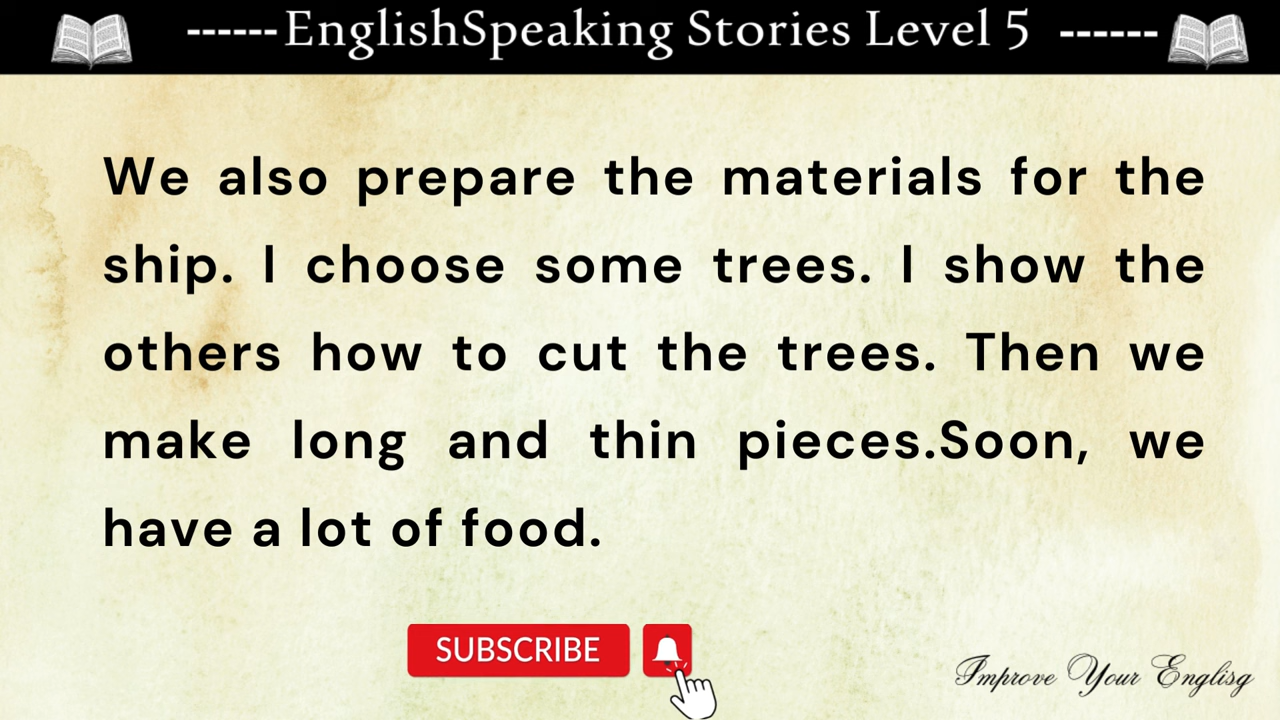 ------EnglishSpeaking Stories Level 5 ------
We also prepare the materials for the
ship. I choose some trees. I show the
others how to cut the trees. Then we
make long and thin pieces.Soon, we
have a lot of food.
SUBSCRIBE
Improve Your Englisg